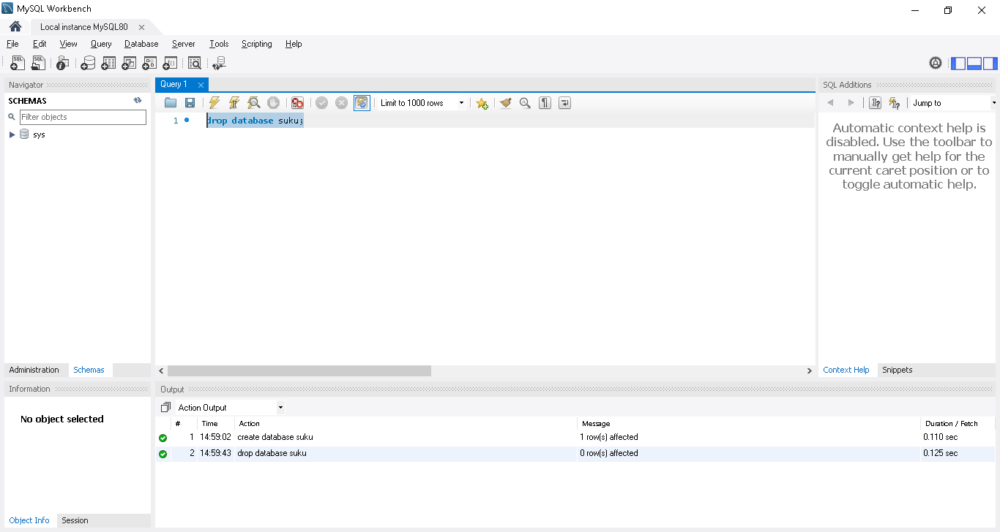 MySQL Workbench
Local instance MySQL80
File Edit View Query Database Server Tools Scripting Help
Navigator
SCHEMAS
Filter objects
sys
Administration Schemas
Information
No object selected
Object Info Session
Query 1
Limit to 1000 rows
1 drop database suku;
Output
Action Output
# Time Action Message Duration / Fetch
1 14:59:02 create database suku 1 row(s) affected 0.110 sec
2 14:59:43 drop database suku 0 row(s) affected 0.125 sec
SQL Additions
Jump to
Automatic context help is
disabled. Use the toolbar to
manually get help for the
current caret position or to
toggle automatic help.
Context Help Snippets